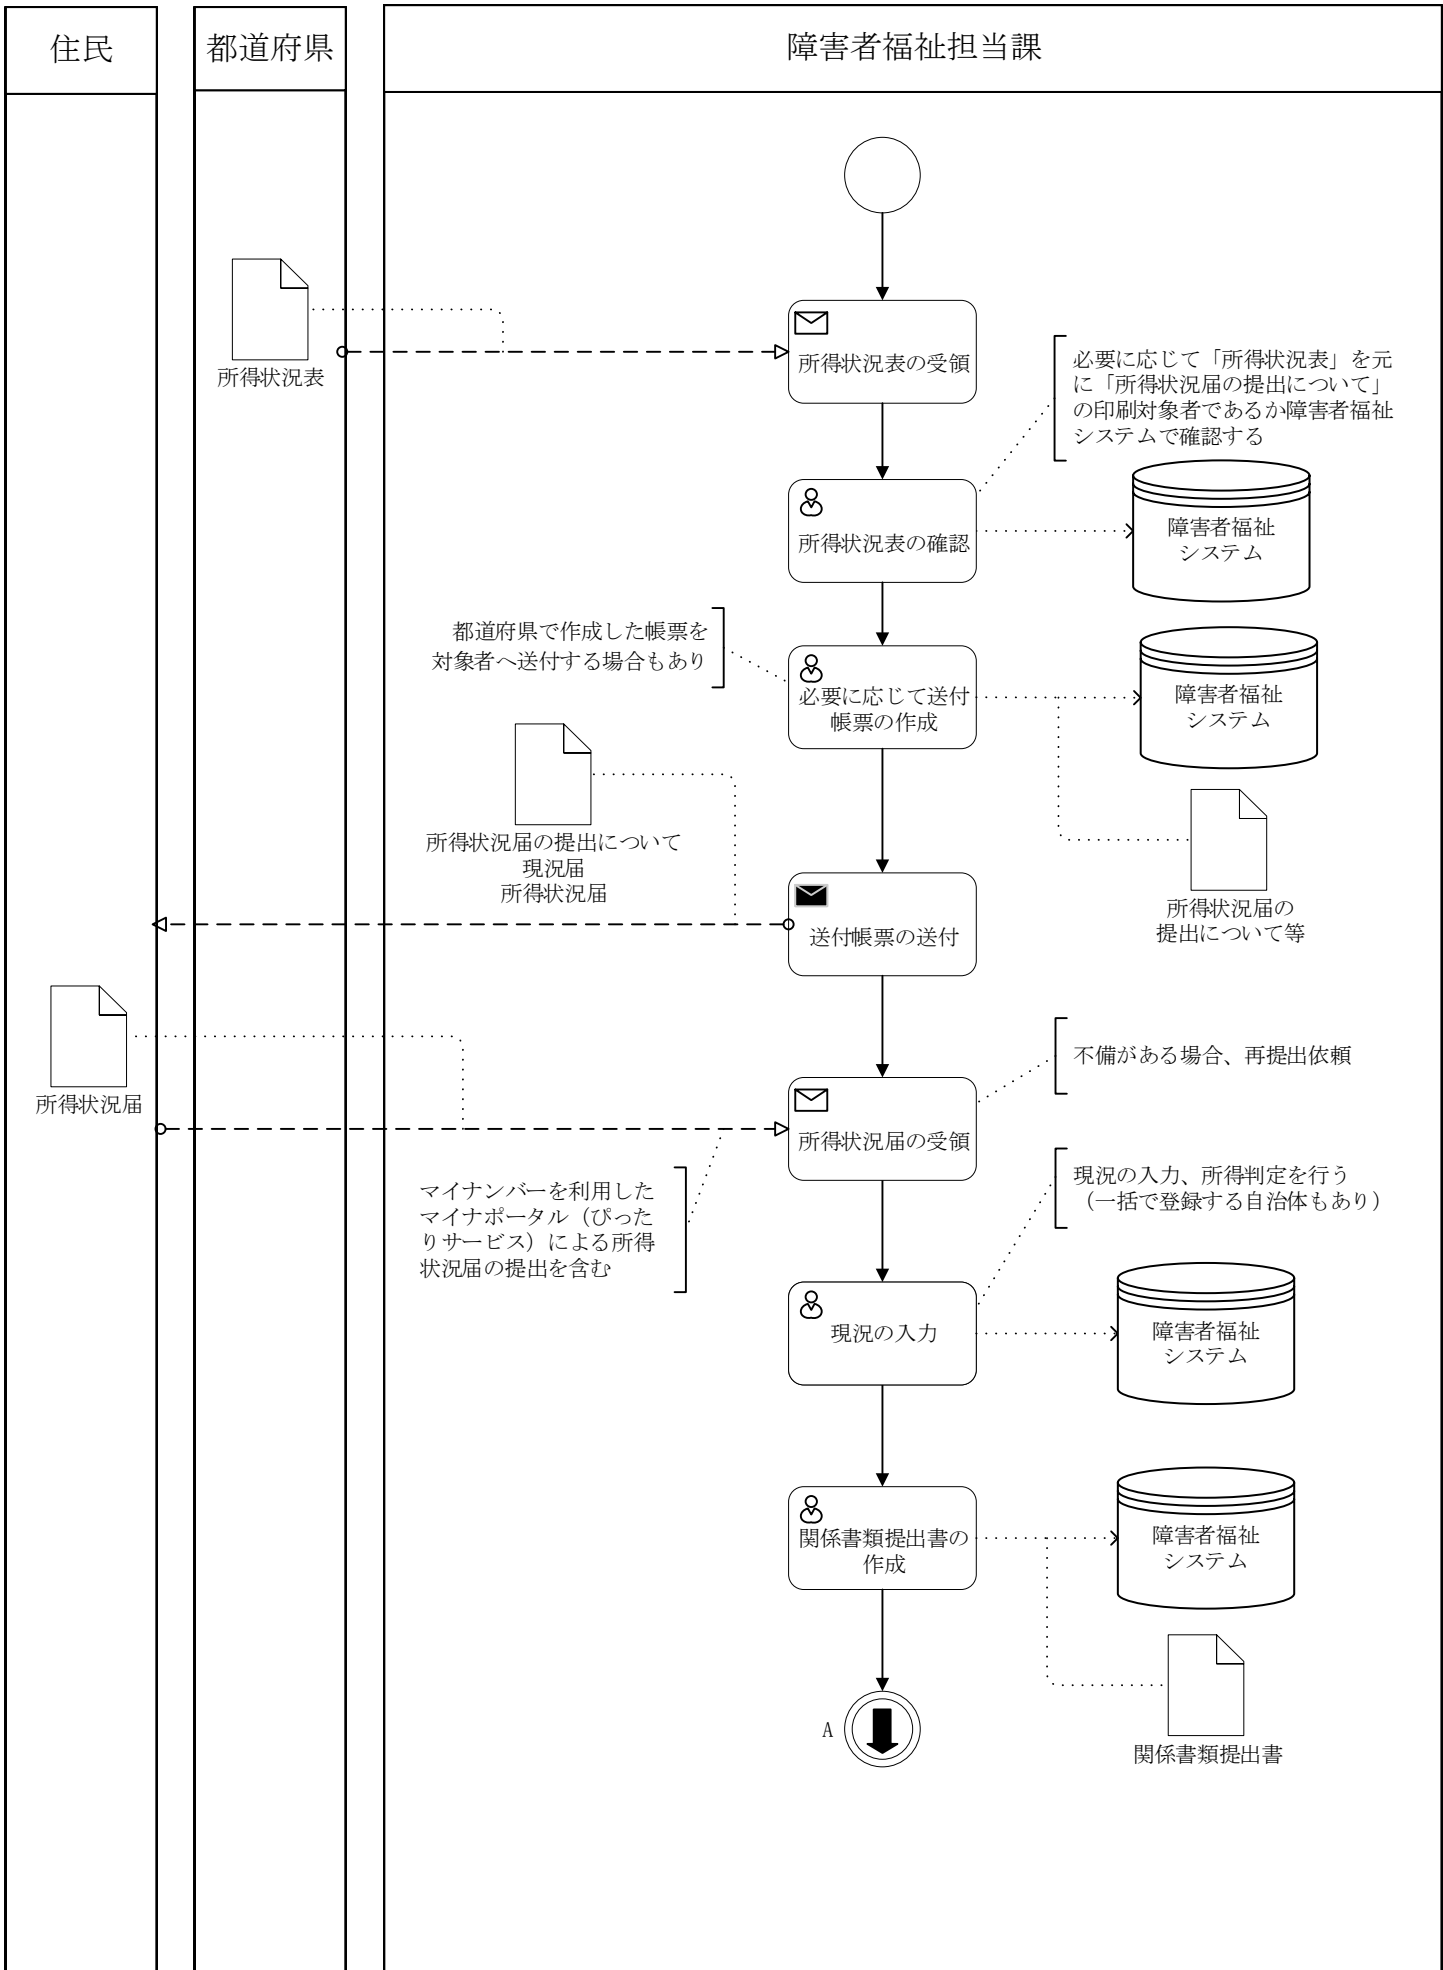 住民
都道府県
障害者福祉担当課
所得状況表
所得状況表の受領
必要に応じて「所得状況表」を元
に「所得状況届の提出について」
の印刷対象者であるか障害者福祉
システムで確認する
所得状況表の確認
障害者福祉
システム
都道府県で作成した帳票を
対象者へ送付する場合もあり
必要に応じて送付
帳票の作成
障害者福祉
システム
所得状況届の提出について
現況届
所得状況届
所得状況届の
提出について等
送付帳票の送付
所得状況届
不備がある場合、再提出依頼
所得状況届の受領
マイナンバーを利用した
マイナポータル（ぴった
りサービス）による所得
状況届の提出を含む
現況の入力、所得判定を行う
（一括で登録する自治体もあり）
現況の入力
障害者福祉
システム
関係書類提出書の
作成
障害者福祉
システム
A
関係書類提出書